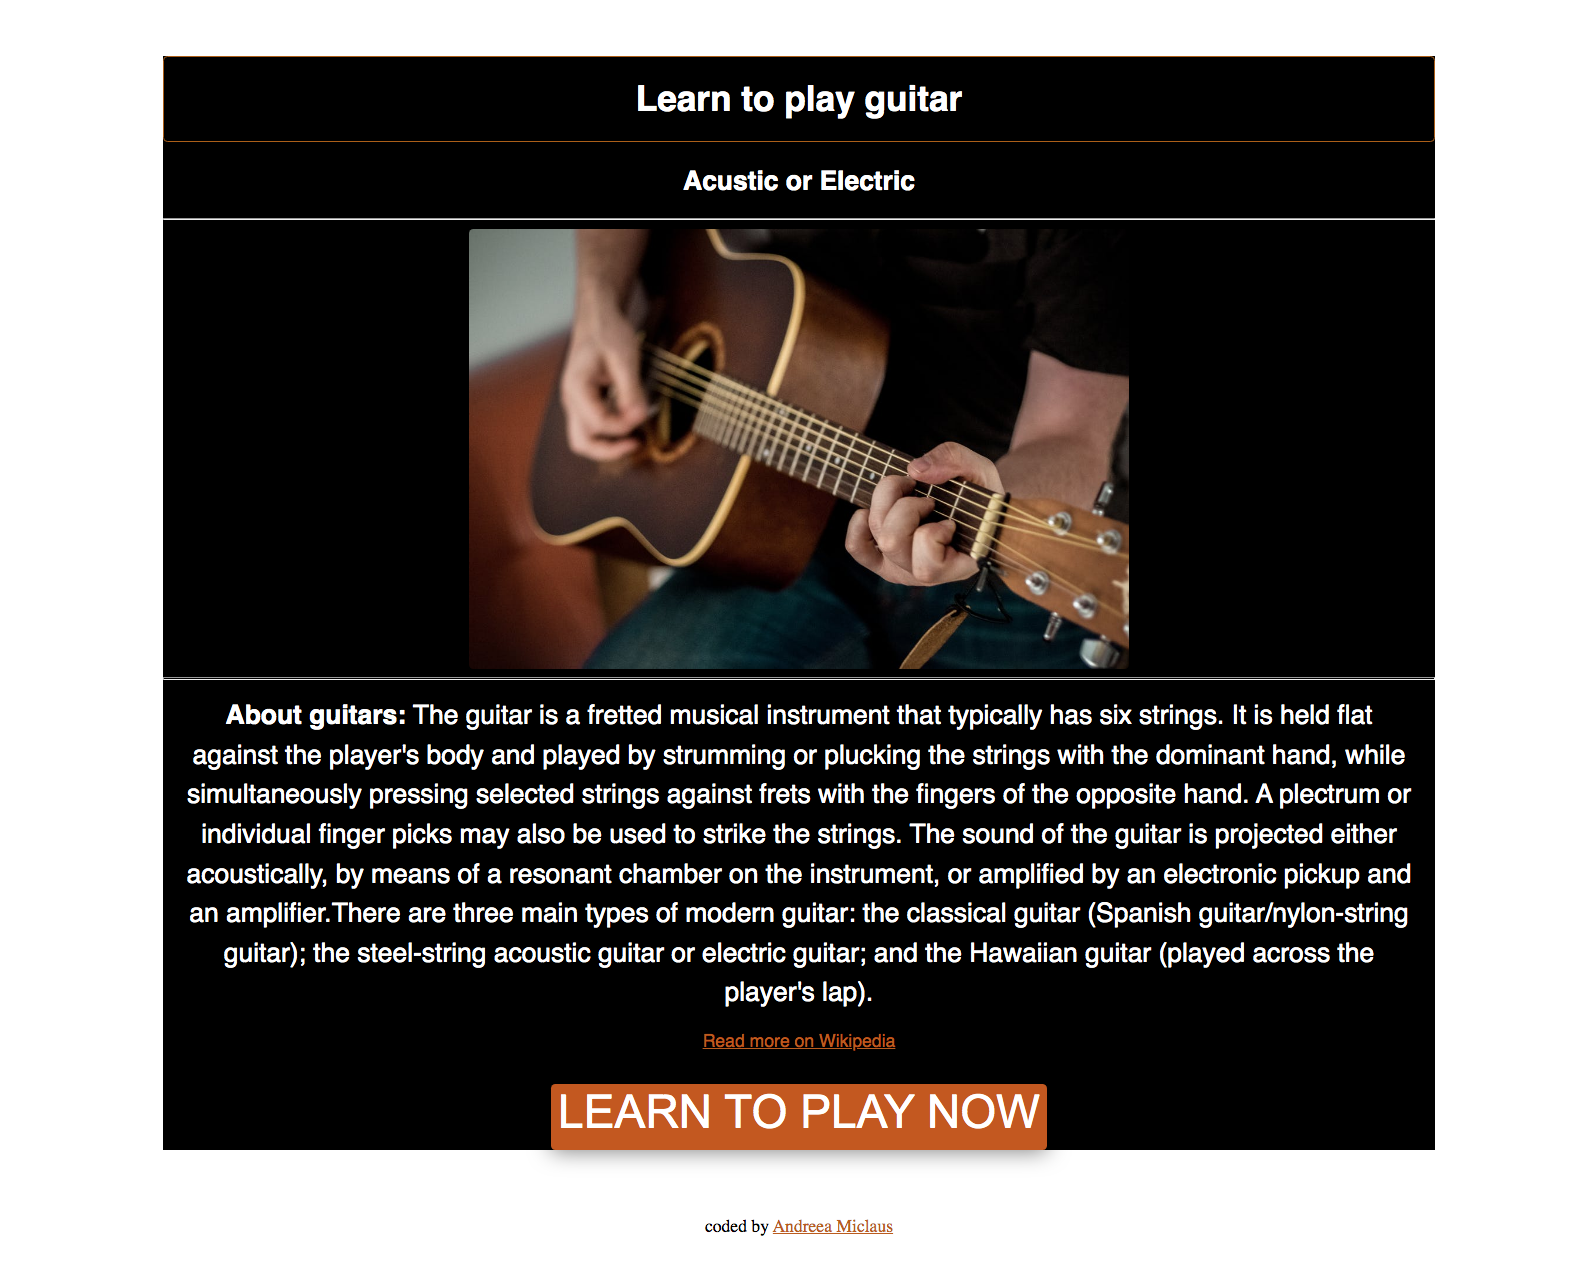 Learn to play guitar
Acustic or Electric
About guitars: The guitar is a fretted musical instrument that typically has six strings. It is held flat
against the player's body and played by strumming or plucking the strings with the dominant hand, while
simultaneously pressing selected strings against frets with the fingers of the opposite hand. A plectrum or
individual finger picks may also be used to strike the strings. The sound of the guitar is projected either
acoustically, by means of a resonant chamber on the instrument, or amplified by an electronic pickup and
an amplifier.There are three main types of modern guitar: the classical guitar (Spanish guitar/nylon-string
guitar); the steel-string acoustic guitar or electric guitar; and the Hawaiian guitar (played across the
player's lap).
Read more on Wikipedia
LEARN TO PLAY NOW
coded by Andreea Miclaus